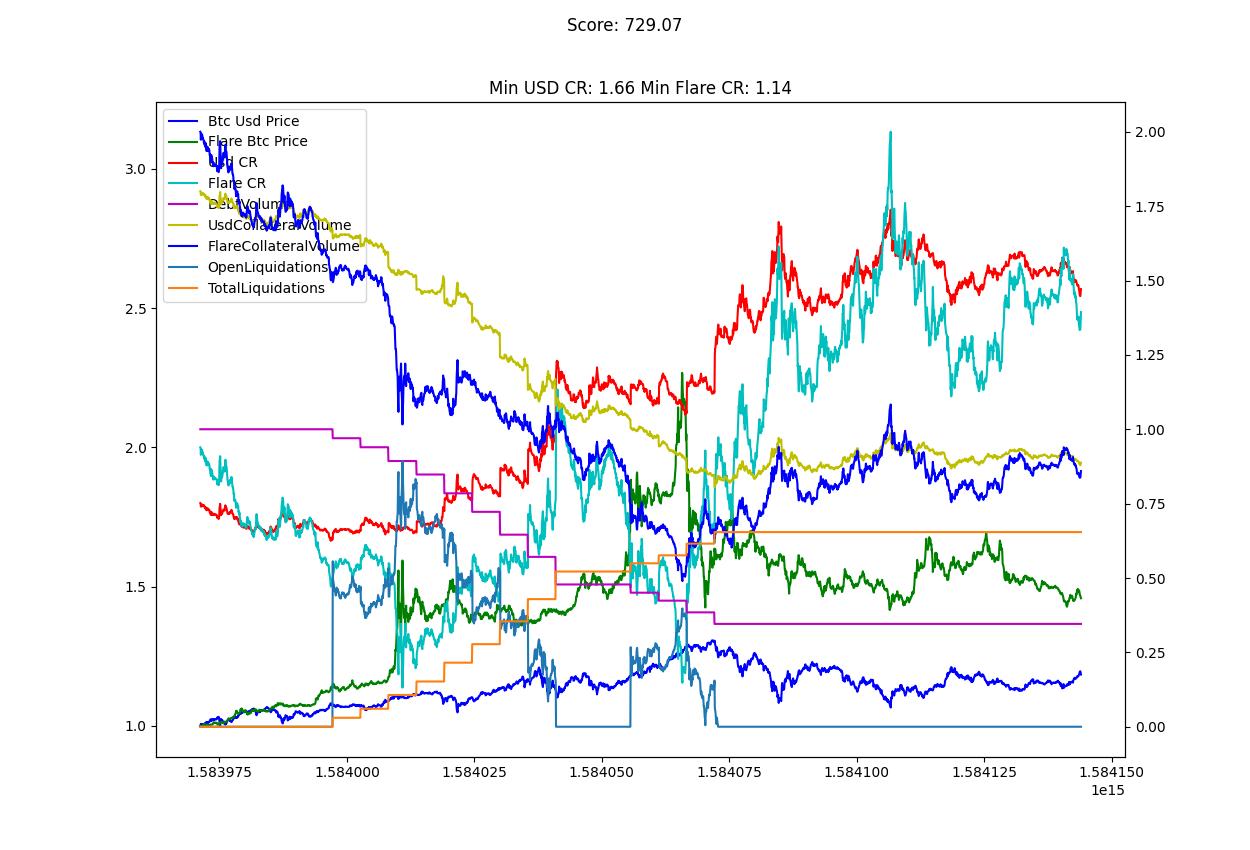 Score: 729.07
Min USD CR: 1.66 Min Flare CR: 1.14
Btc Usd Price
Flare Btc Price
Usd CR
Flare CR
DebtVolume
UsdCollateralVolume
FlareCollateralVolume
OpenLiquidations
TotalLiquidations
3.0
2.5
2.0
1.5
1.0
2.00
1.75
1.50
1.25
1.00
0.75
0.50
0.25
0.00
1.583975 1.584000 1.584025 1.584050 1.584075 1.584100 1.584125 1.584150
1e15